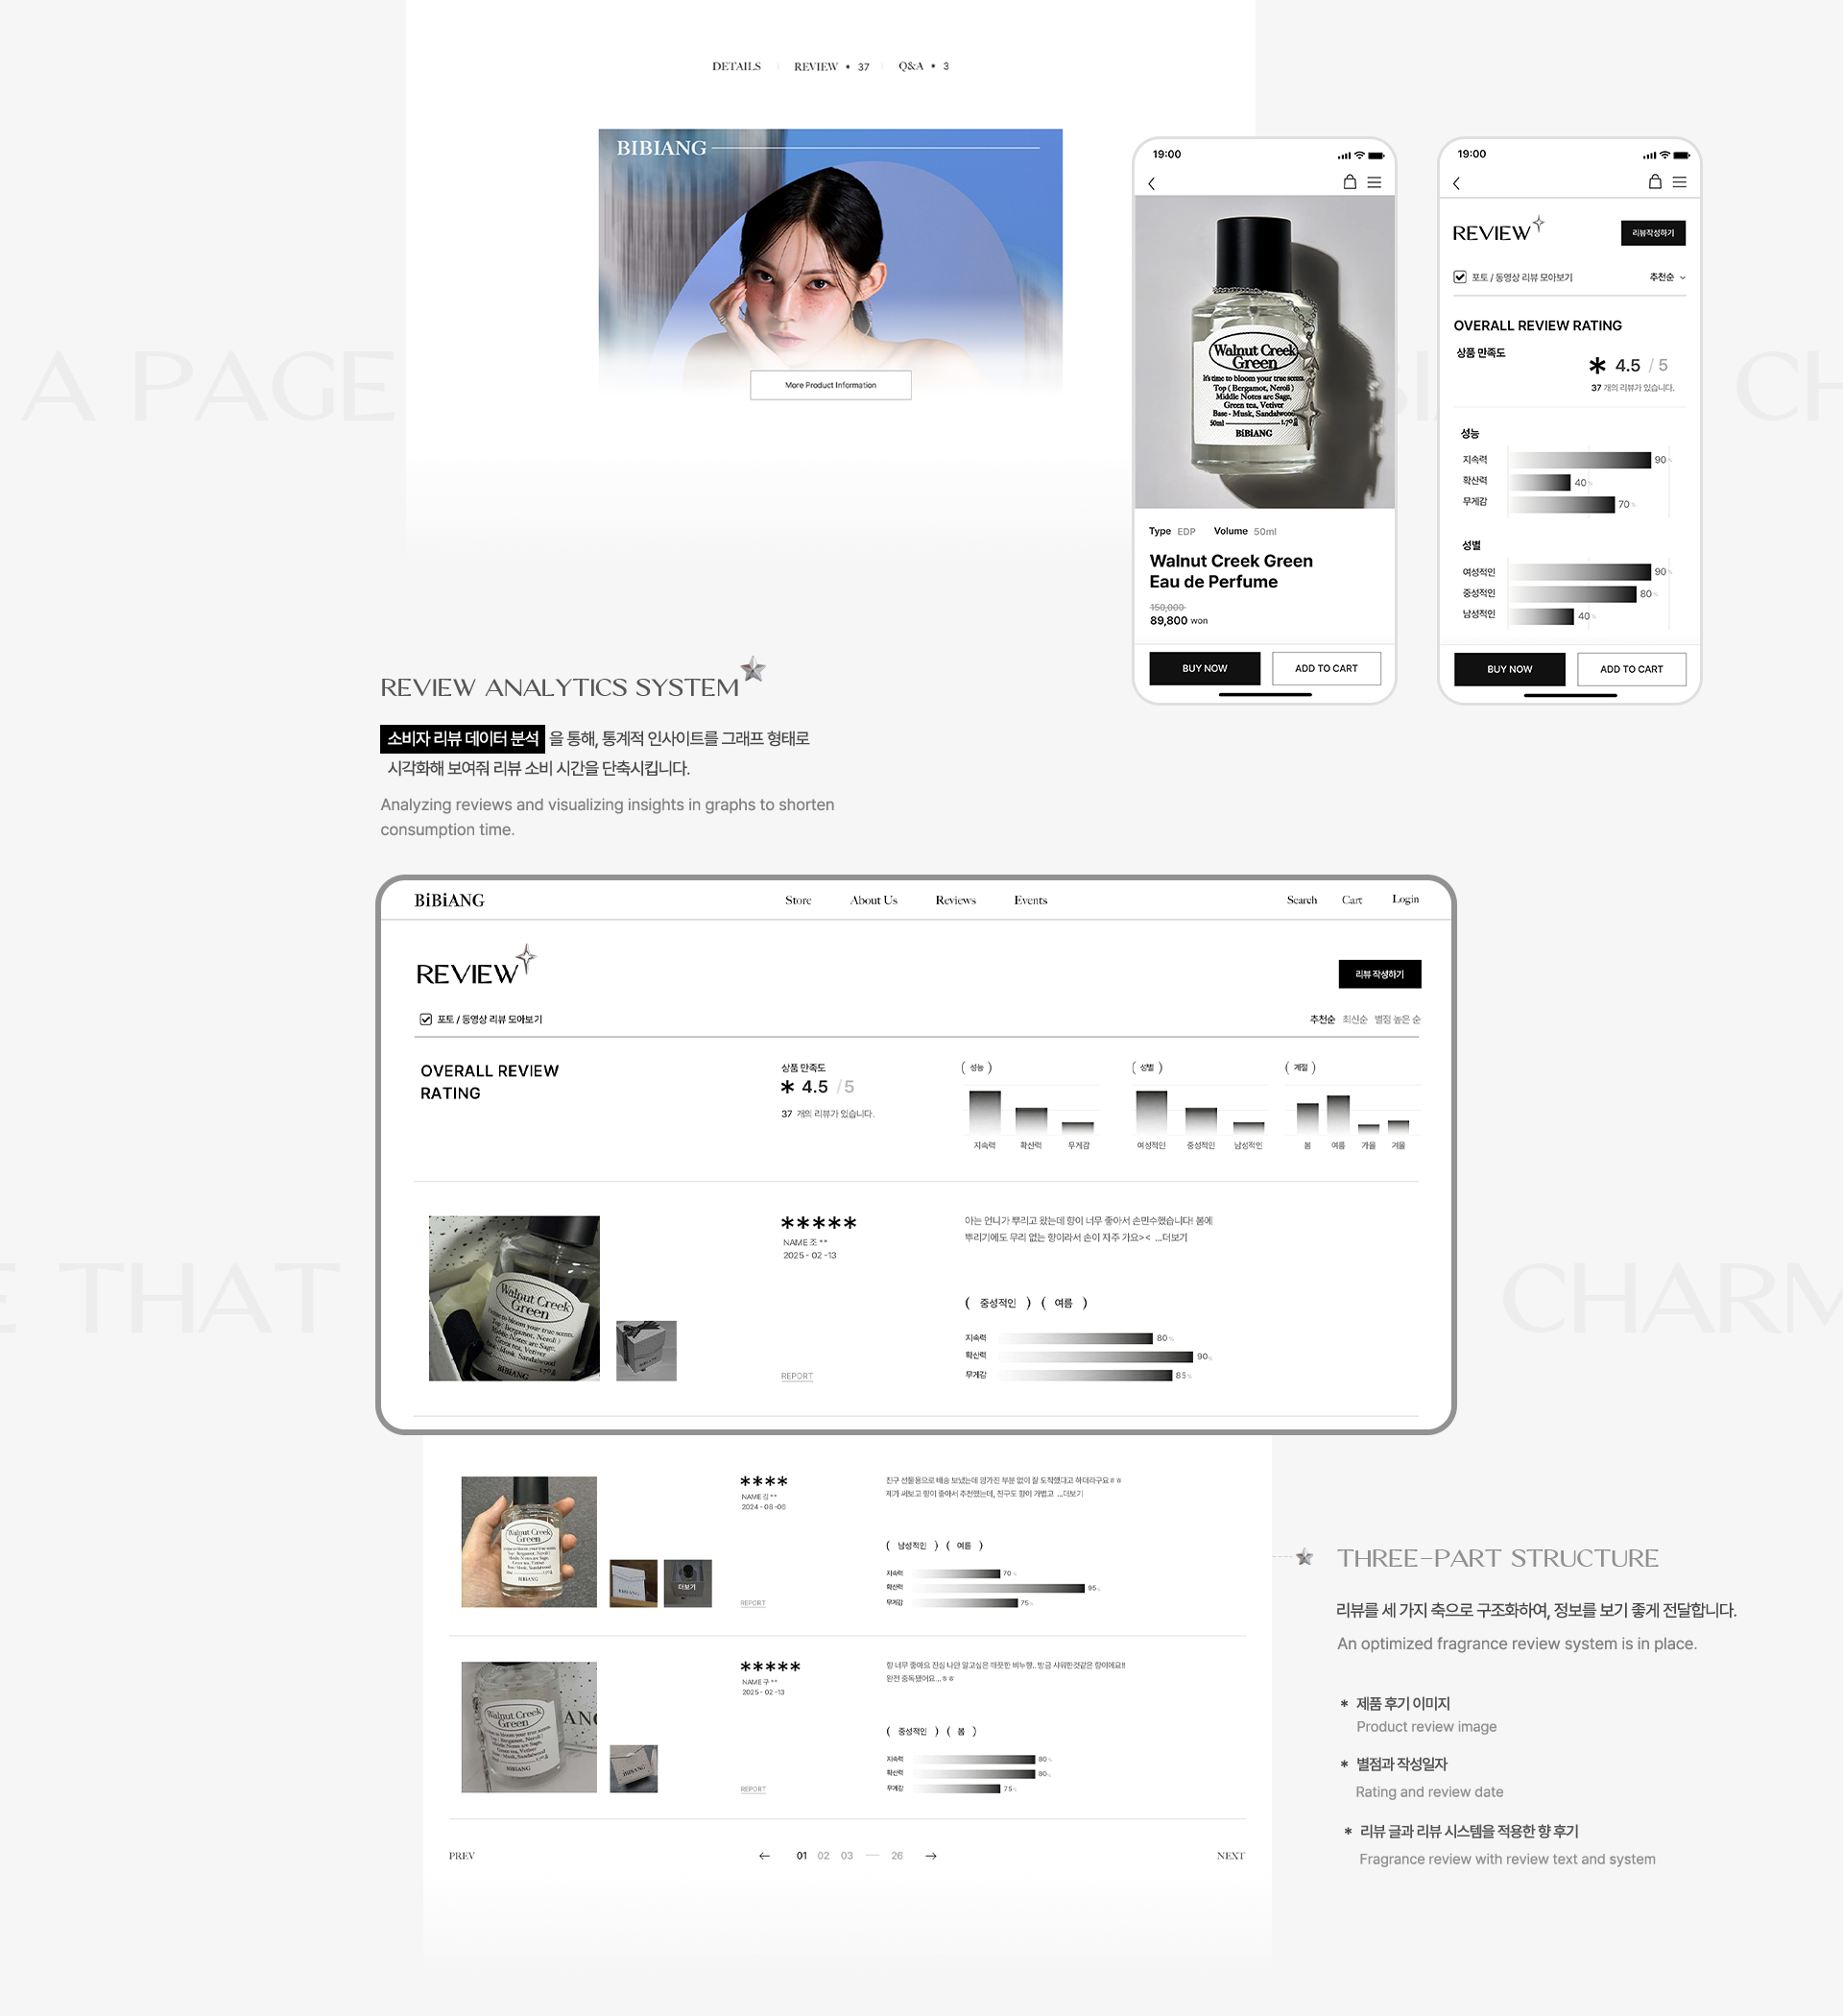 DETAILS
REVIEW * 37
Q&A * 3
BIBIANG
More Product Information
A PAGE
CH
19:00
Walnut Creek
Green
It's time to bloom your true scents.
Top ( Bergamot, Neroli )
Middle Notes are Sage,
Green tea, Vetiver
Base - Musk, Sandalwood
50ml
BiBiANG
Type EDP Volume 50ml
Walnut Creek Green
Eau de Perfume
150,000
89,800 won
BUY NOW
ADD TO CART
19:00
REVIEW
리뷰작성하기
포토 / 동영상 리뷰 모아보기
추천순
OVERALL REVIEW RATING
상품 만족도
* 4.5 / 5
37 개의 리뷰가 있습니다.
성능
지속력 90%
확산력 40%
무게감 70%
성별
여성적인 90%
중성적인 80%
남성적인 40%
BUY NOW
ADD TO CART
REVIEW ANALYTICS SYSTEM
소비자 리뷰 데이터 분석 을 통해, 통계적 인사이트를 그래프 형태로
시각화해 보여줘 리뷰 소비 시간을 단축시킵니다.
Analyzing reviews and visualizing insights in graphs to shorten
consumption time.
BiBiANG
Store About Us Reviews Events
Search Cart Login
REVIEW
리뷰 작성하기
포토 / 동영상 리뷰 모아보기
추천순 최신순 별점 높은 순
OVERALL REVIEW
RATING
상품 만족도
* 4.5 / 5
37 개의 리뷰가 있습니다.
( 성능 )
지속력 확산력 무게감
( 성별 )
여성적인 중성적인 남성적인
( 계절 )
봄 여름 가을 겨울
E THAT
CHARM
Walnut Creek
Green
*****
NAME 조 **
2025 - 02 -13
REPORT
아는 언니가 뿌리고 왔는데 향이 너무 좋아서 손민수했습니다! 봄에
뿌리기에도 무리 없는 향이라서 손이 자주 가요>< ...더보기
( 중성적인 ) ( 여름 )
지속력 80%
확산력 90%
무게감 85%
Walnut Creek
Green
BiBiANG
더보기
****
NAME 김 **
2024 - 08 -06
REPORT
친구 선물용으로 배송 보냈는데 망가진 부분 없이 잘 도착했다고 하더라구요ㅎㅎ
제가 써보고 향이 좋아서 추천했는데, 친구도 향이 가볍고 ...더보기
( 남성적인 ) ( 여름 )
지속력 70%
확산력 95%
무게감 75%
Walnut Creek
Green
BiBiANG
BiBiANG
*****
NAME 구 **
2025 - 02 -13
REPORT
향 너무 좋아요 진심 나만 알고싶은 깨끗한 비누향.. 방금 샤워한것같은 향이에요!!
완전 중독됐어요...ㅎㅎ
( 중성적인 ) ( 봄 )
지속력 80%
확산력 80%
무게감 75%
PREV
← 01 02 03 — 26 →
NEXT
THREE-PART STRUCTURE
리뷰를 세 가지 축으로 구조화하여, 정보를 보기 좋게 전달합니다.
An optimized fragrance review system is in place.
* 제품 후기 이미지
Product review image
* 별점과 작성일자
Rating and review date
* 리뷰 글과 리뷰 시스템을 적용한 향 후기
Fragrance review with review text and system